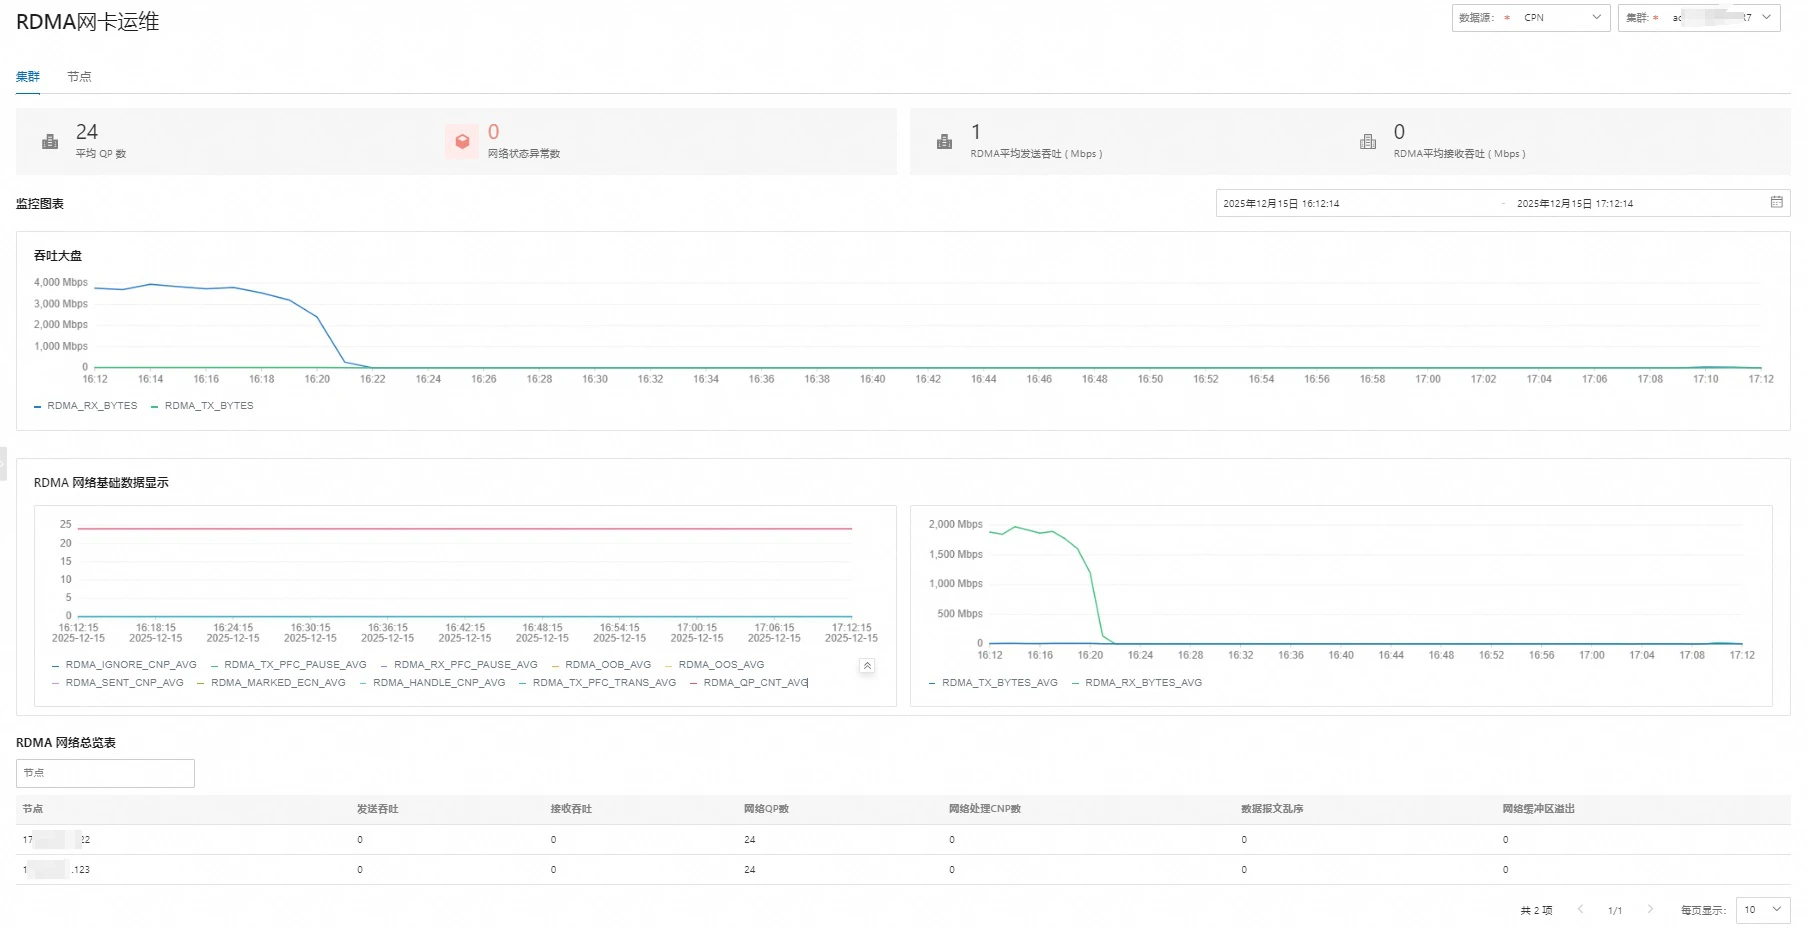 RDMA网卡运维
数据源: * CPN
集群: *
集群 节点
24
平均 QP 数
0
网络状态异常数
1
RDMA平均发送吞吐 ( Mbps )
0
RDMA平均接收吞吐 ( Mbps )
监控图表
2025年12月15日 16:12:14 - 2025年12月15日 17:12:14
吞吐大盘
4,000 Mbps
3,000 Mbps
2,000 Mbps
1,000 Mbps
0
16:12 16:14 16:16 16:18 16:20 16:22 16:24 16:26 16:28 16:30 16:32 16:34 16:36 16:38 16:40 16:42 16:44 16:46 16:48 16:50 16:52 16:54 16:56 16:58 17:00 17:02 17:04 17:06 17:08 17:10 17:12
RDMA_RX_BYTES RDMA_TX_BYTES
RDMA 网络基础数据显示
25
20
15
10
5
0
16:12:15 16:18:15 16:24:15 16:30:15 16:36:15 16:42:15 16:48:15 16:54:15 17:00:15 17:06:15 17:12:15
2025-12-15 2025-12-15 2025-12-15 2025-12-15 2025-12-15 2025-12-15 2025-12-15 2025-12-15 2025-12-15 2025-12-15 2025-12-15
RDMA_IGNORE_CNP_AVG RDMA_TX_PFC_PAUSE_AVG RDMA_RX_PFC_PAUSE_AVG RDMA_OOB_AVG RDMA_OOS_AVG
RDMA_SENT_CNP_AVG RDMA_MARKED_ECN_AVG RDMA_HANDLE_CNP_AVG RDMA_TX_PFC_TRANS_AVG RDMA_QP_CNT_AVG
2,000 Mbps
1,500 Mbps
1,000 Mbps
500 Mbps
0
16:12 16:16 16:20 16:24 16:28 16:32 16:36 16:40 16:44 16:48 16:52 16:56 17:00 17:04 17:08 17:12
RDMA_TX_BYTES_AVG RDMA_RX_BYTES_AVG
RDMA 网络总览表
节点
节点 发送吞吐 接收吞吐 网络QP数 网络处理CNP数 数据报文乱序 网络缓冲区溢出
17 22 0 0 24 0 0 0
1 .123 0 0 24 0 0 0
共 2 项 1/1 每页显示: 10